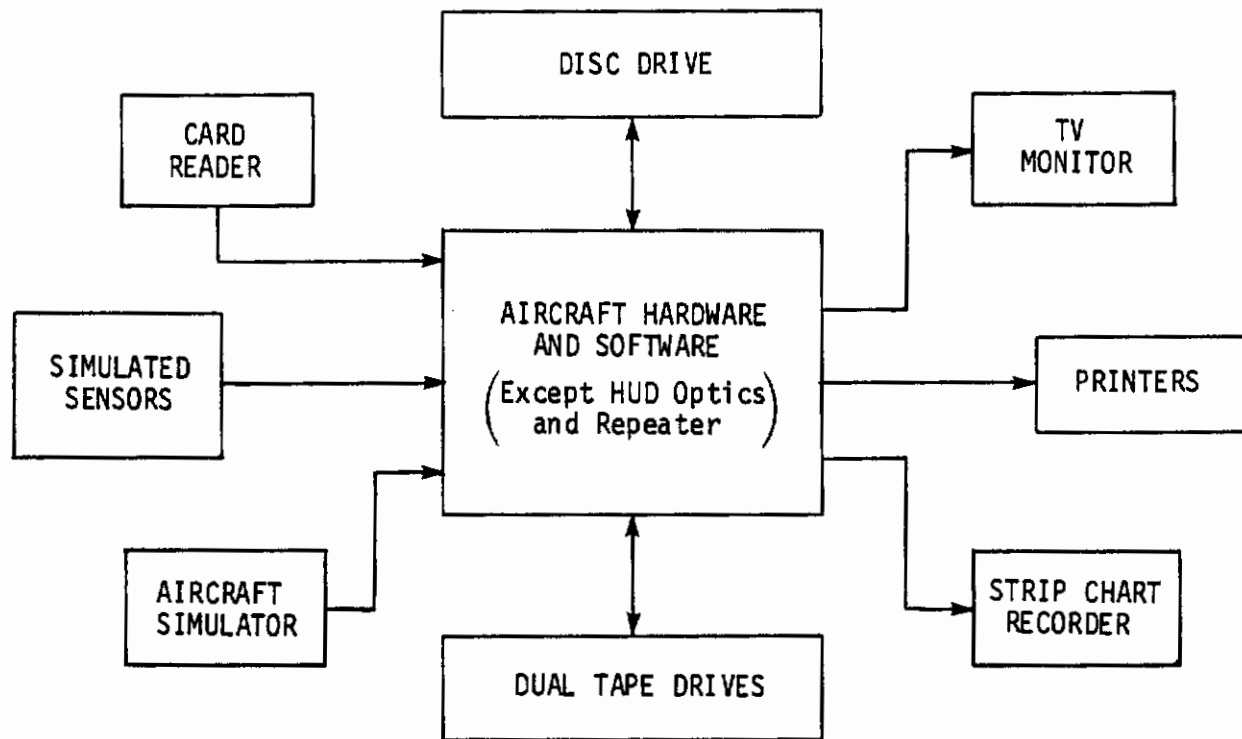 DISC DRIVE
CARD
READER
TV
MONITOR
AIRCRAFT HARDWARE
AND SOFTWARE
(Except HUD Optics
and Repeater)
SIMULATED
SENSORS
PRINTERS
AIRCRAFT
SIMULATOR
STRIP CHART
RECORDER
DUAL TAPE DRIVES